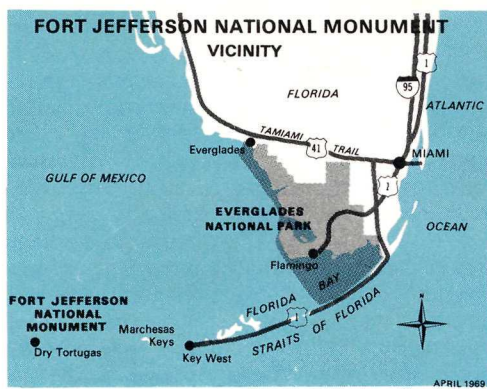 FORT JEFFERSON NATIONAL MONUMENT
VICINITY
1
95
FLORIDA
ATLANTIC
TAMIAMI
41
TRAIL
Everglades
MIAMI
GULF OF MEXICO
1
EVERGLADES
NATIONAL PARK
OCEAN
Flamingo
BAY
FLORIDA
FORT JEFFERSON
NATIONAL
MONUMENT
Dry Tortugas
Marchesas
Keys
1
Key West
STRAITS OF FLORIDA
APRIL 1969